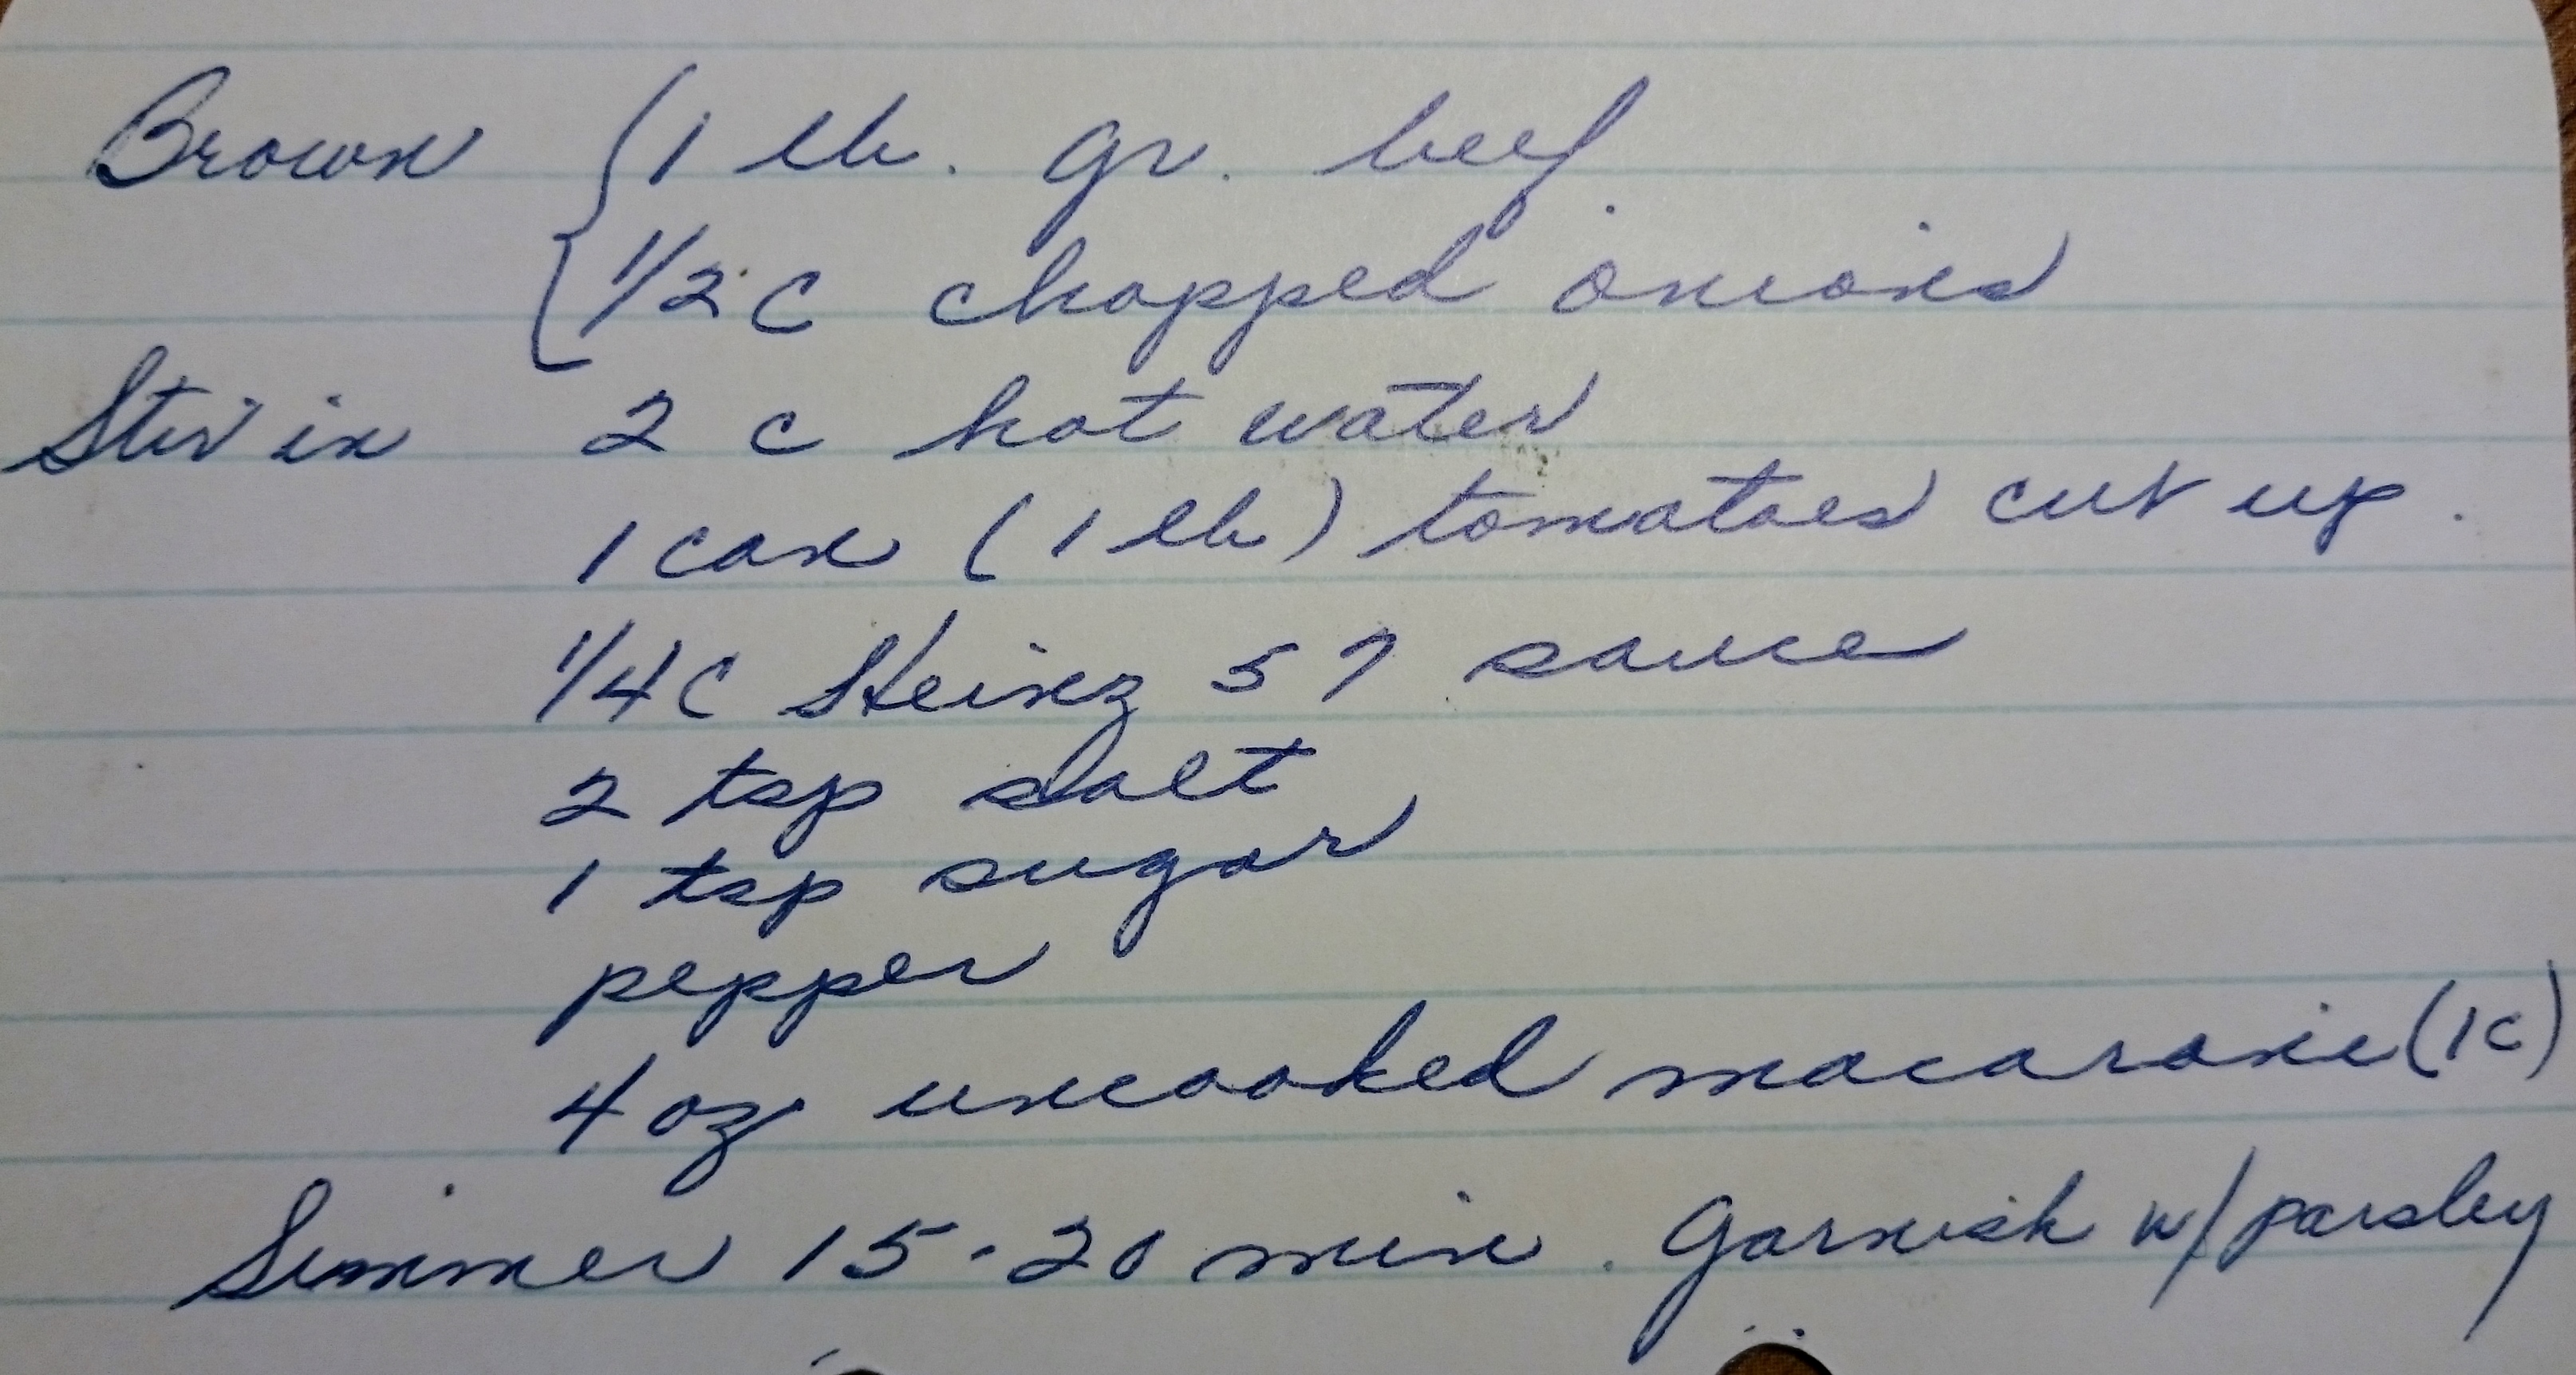 Brown { 1 lb. gr. beef
1/2 c chopped onions
Stir in 2 c hot water
1 can (1 lb) tomatoes cut up.
1/4 c Heinz 57 sauce
2 tsp salt
1 tsp sugar
pepper
4 oz uncooked macaroni (1c)
Simmer 15-20 min. Garnish w/ parsley